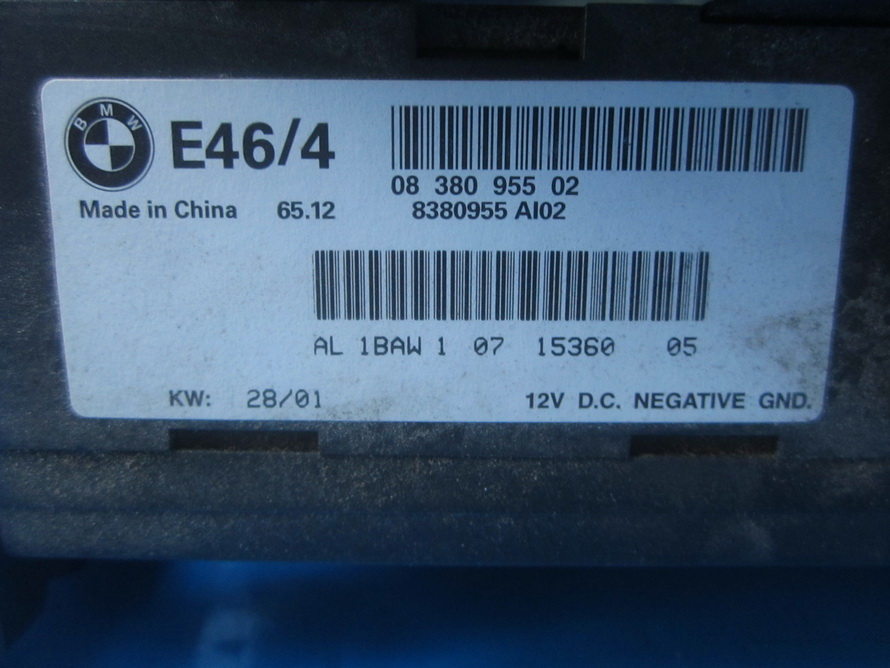 BMW
E46/4
08 380 955 02
Made in China 65.12 8380955 AI02
AL 1BAW 1 07 15360 05
KW: 28/01 12V D.C. NEGATIVE GND.